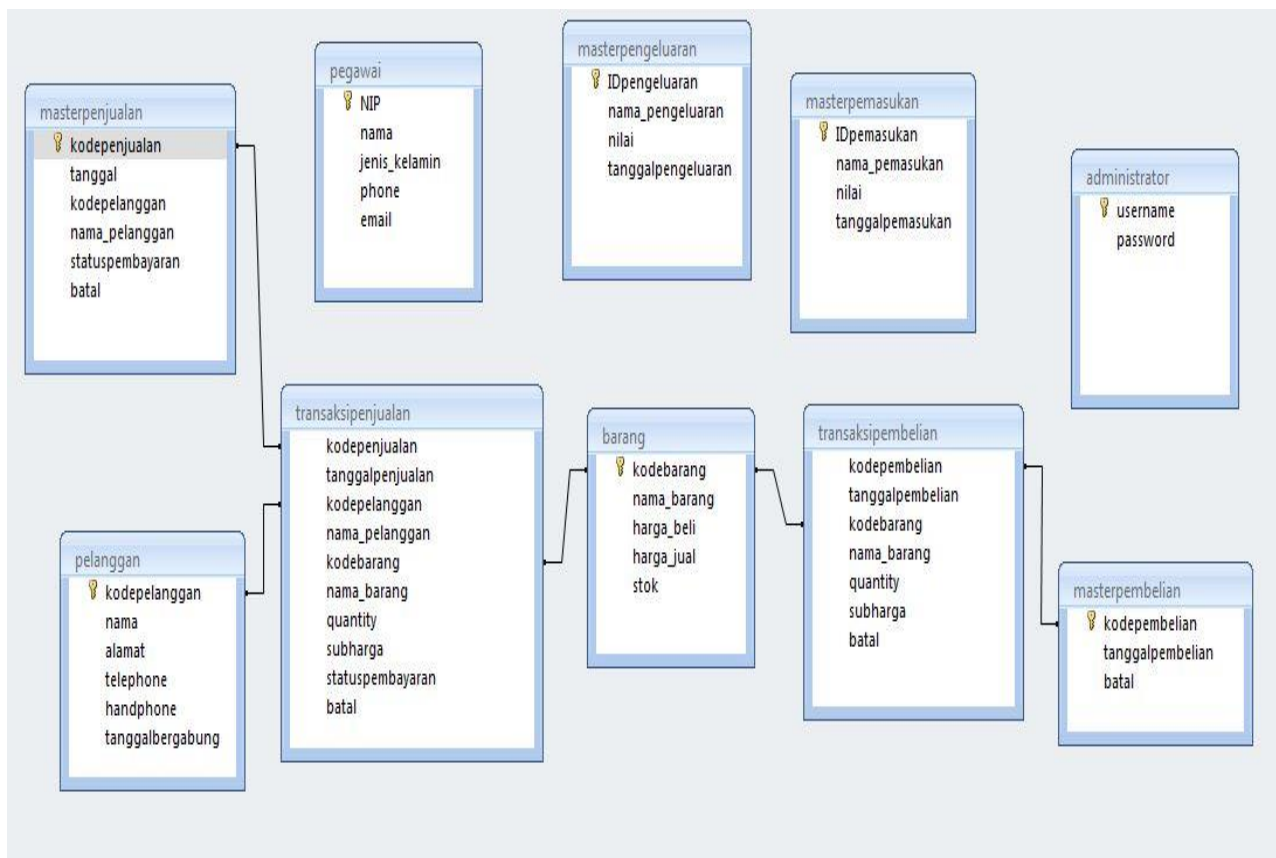 masterpenjualan
kodepenjualan
tanggal
kodepelanggan
nama_pelanggan
statuspembayaran
batal
pegawai
NIP
nama
jenis_kelamin
phone
email
masterpengeluaran
IDpengeluaran
nama_pengeluaran
nilai
tanggalpengeluaran
masterpemasukan
IDpemasukan
nama_pemasukan
nilai
tanggalpemasukan
administrator
username
password
transaksipenjualan
kodepenjualan
tanggalpenjualan
kodepelanggan
nama_pelanggan
kodebarang
nama_barang
quantity
subharga
statuspembayaran
batal
barang
kodebarang
nama_barang
harga_beli
harga_jual
stok
transaksipembelian
kodepembelian
tanggalpembelian
kodebarang
nama_barang
quantity
subharga
batal
pelanggan
kodepelanggan
nama
alamat
telephone
handphone
tanggalbergabung
masterpembelian
kodepembelian
tanggalpembelian
batal